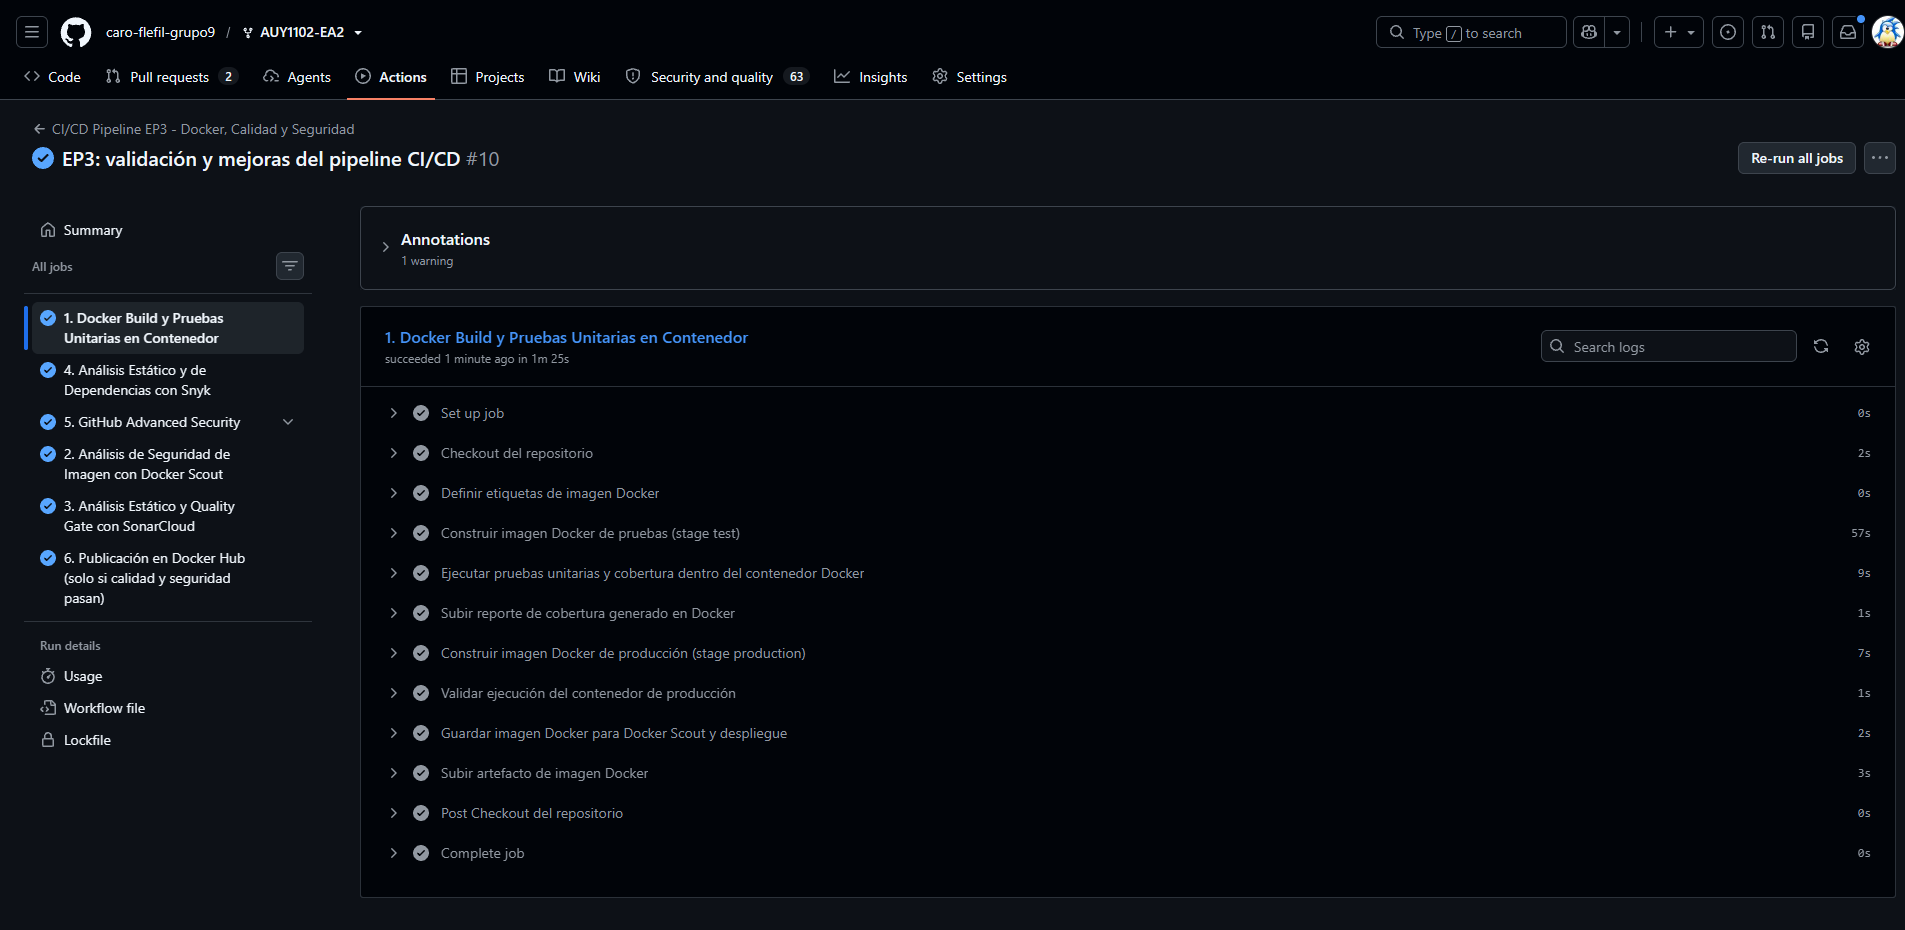 caro-flefil-grupo9 / AUY1102-EA2
Type / to search
Code
Pull requests 2
Agents
Actions
Projects
Wiki
Security and quality 63
Insights
Settings
CI/CD Pipeline EP3 - Docker, Calidad y Seguridad
EP3: validación y mejoras del pipeline CI/CD #10
Re-run all jobs
Summary
All jobs
1. Docker Build y Pruebas
Unitarias en Contenedor
4. Análisis Estático y de
Dependencias con Snyk
5. GitHub Advanced Security
2. Análisis de Seguridad de
Imagen con Docker Scout
3. Análisis Estático y Quality
Gate con SonarCloud
6. Publicación en Docker Hub
(solo si calidad y seguridad
pasan)
Run details
Usage
Workflow file
Lockfile
Annotations
1 warning
1. Docker Build y Pruebas Unitarias en Contenedor
succeeded 1 minute ago in 1m 25s
Search logs
Set up job 0s
Checkout del repositorio 2s
Definir etiquetas de imagen Docker 0s
Construir imagen Docker de pruebas (stage test) 57s
Ejecutar pruebas unitarias y cobertura dentro del contenedor Docker 9s
Subir reporte de cobertura generado en Docker 1s
Construir imagen Docker de producción (stage production) 7s
Validar ejecución del contenedor de producción 1s
Guardar imagen Docker para Docker Scout y despliegue 2s
Subir artefacto de imagen Docker 3s
Post Checkout del repositorio 0s
Complete job 0s